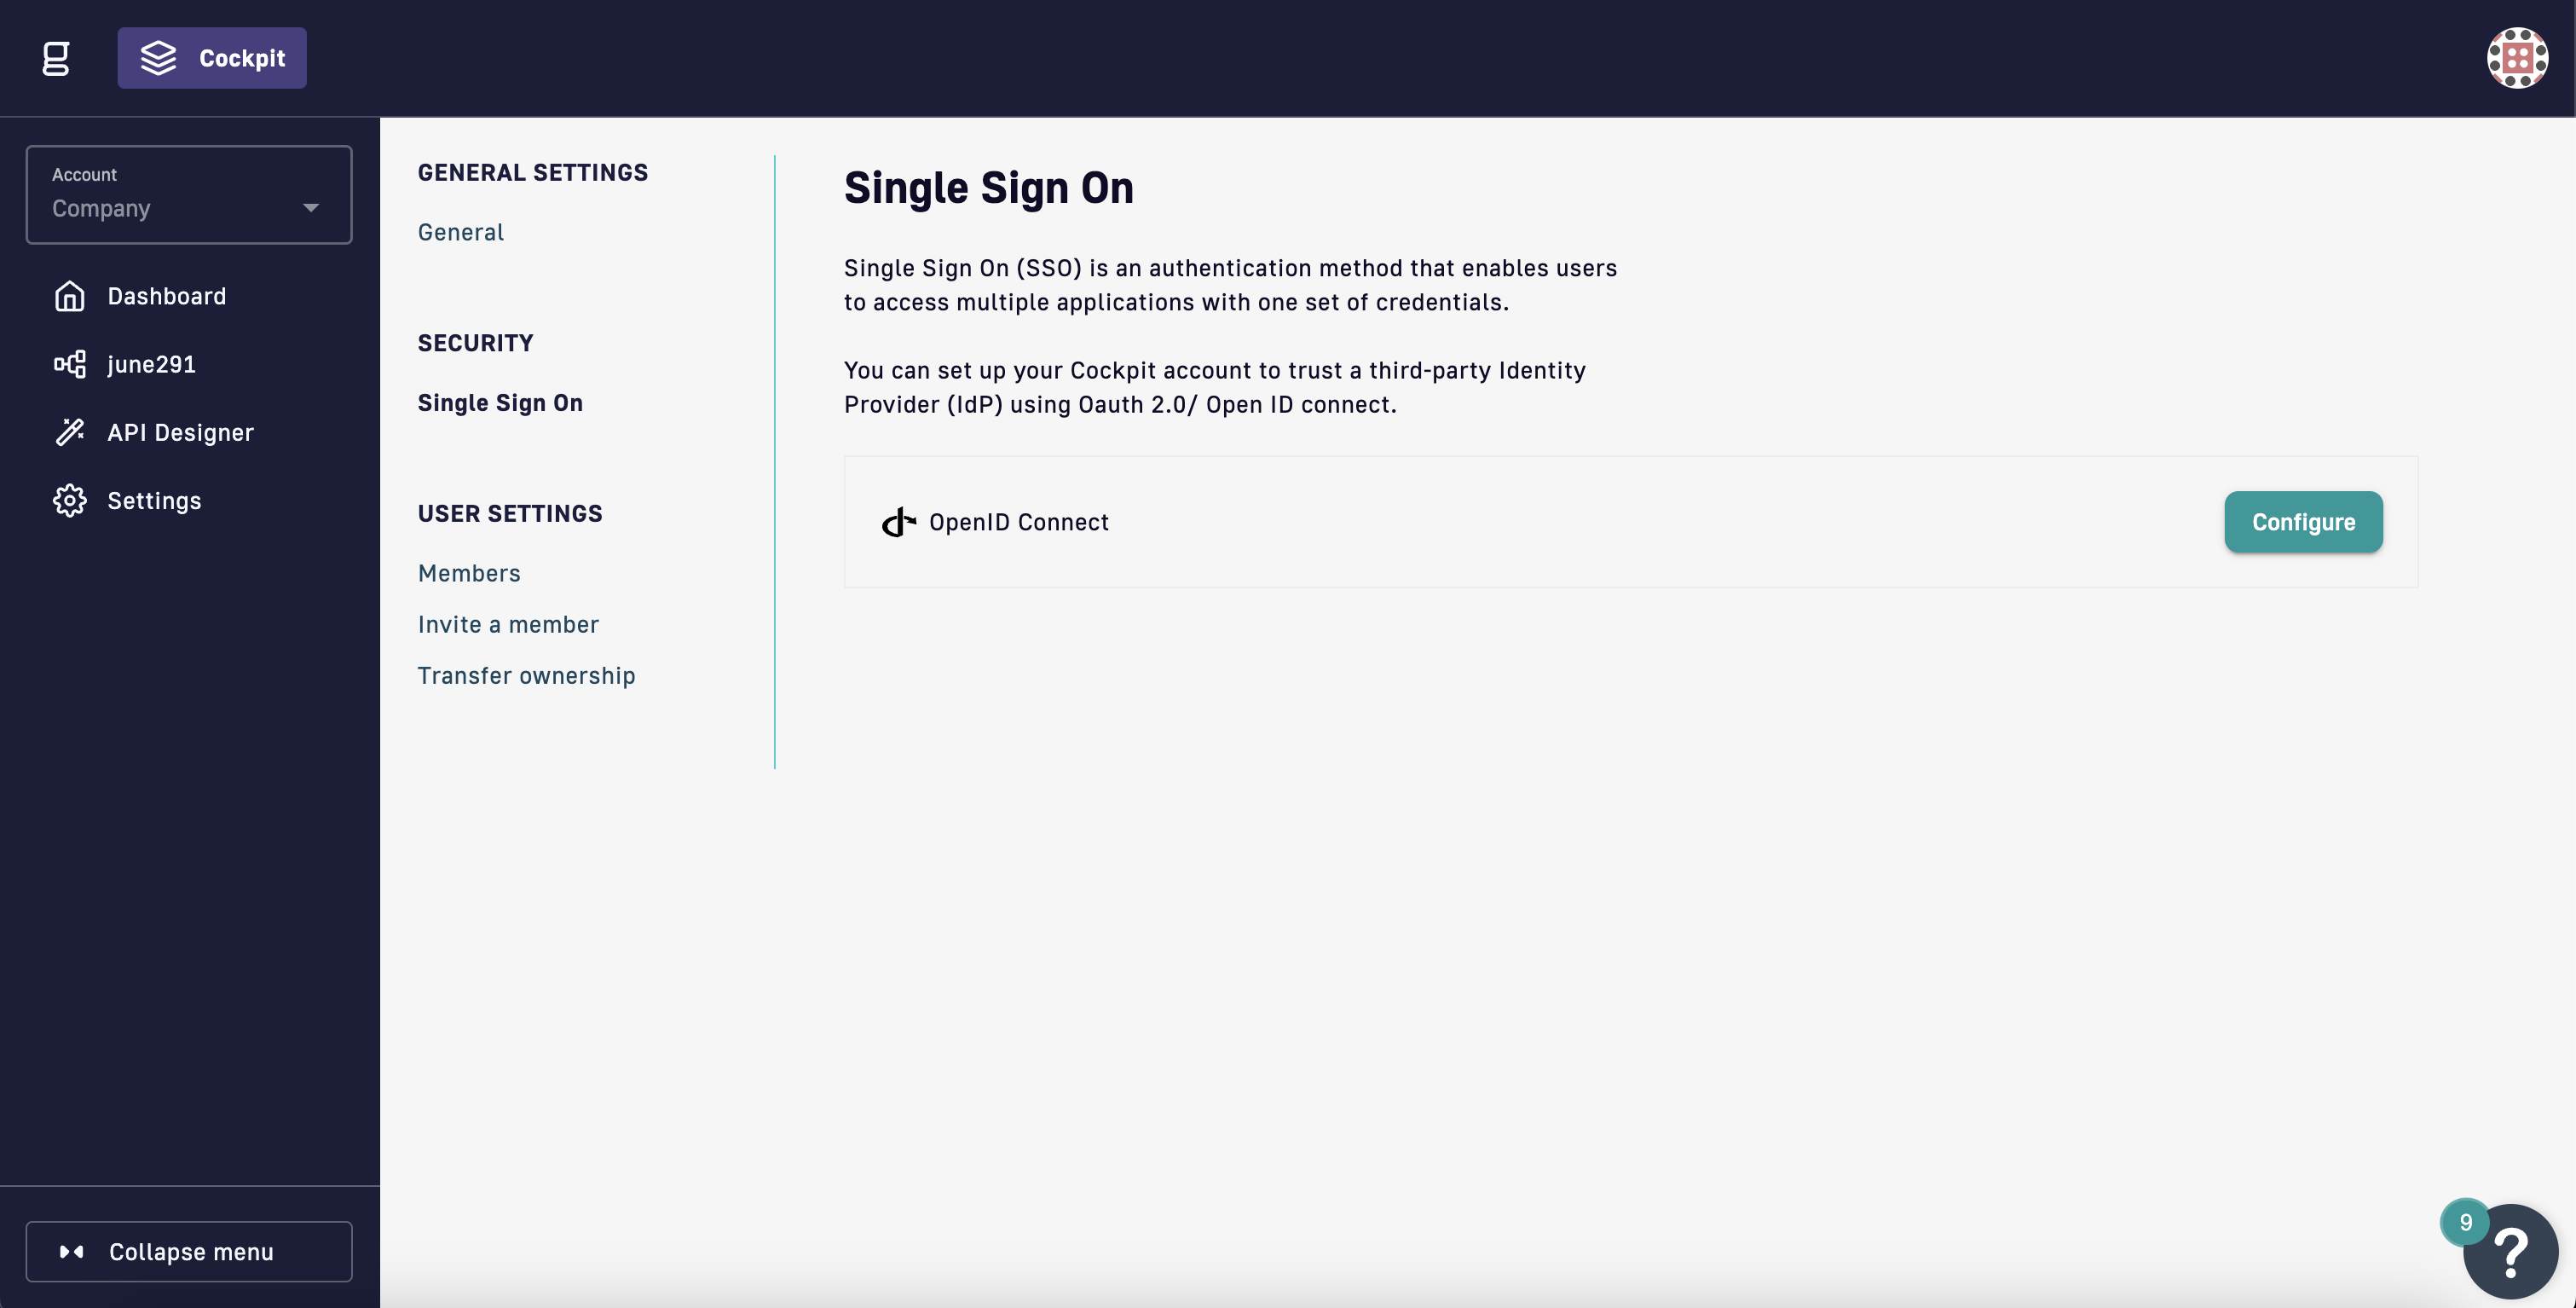 g
Cockpit
Account
Company
Dashboard
june291
API Designer
Settings
Collapse menu
GENERAL SETTINGS
General
SECURITY
Single Sign On
USER SETTINGS
Members
Invite a member
Transfer ownership
Single Sign On
Single Sign On (SSO) is an authentication method that enables users
to access multiple applications with one set of credentials.
You can set up your Cockpit account to trust a third-party Identity
Provider (IdP) using Oauth 2.0/ Open ID connect.
OpenID Connect
Configure
9
?